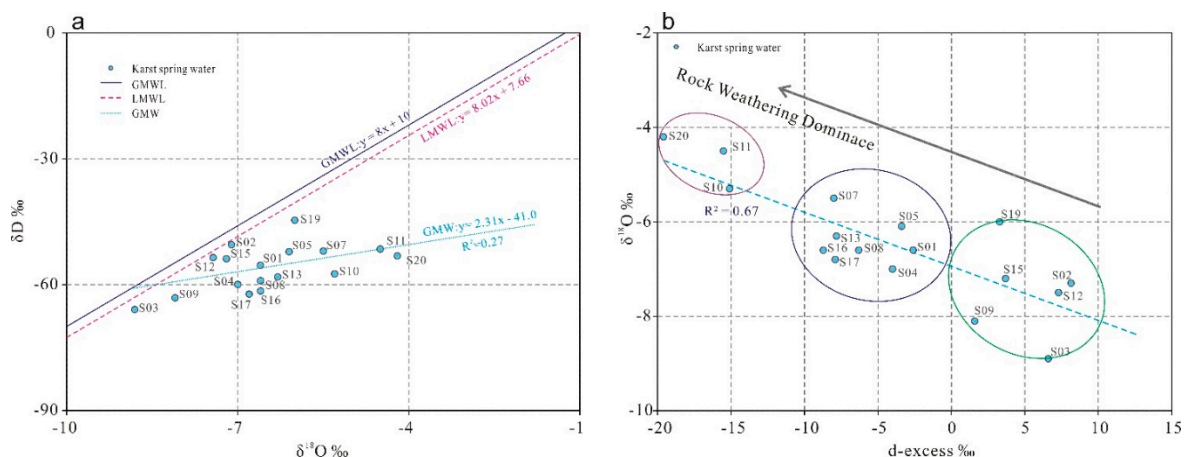 a
0
-30
-60
-90
δD ‰
-10
-7
-4
-1
δ¹⁸O ‰
Karst spring water
GMWL
LMWL
GMW
GMWL:y = 8x + 10
LMWL:y= 8.02x + 7.66
GMW:y= 2.31x - 41.0
R²=0.27
S19
S02
S15
S12
S01
S05
S07
S11
S20
S10
S13
S08
S04
S16
S17
S09
S03
b
0
-2
-4
-6
-8
-10
δ¹⁸O ‰
-20
-15
-10
-5
0
5
10
15
d-excess ‰
Karst spring water
Rock Weathering Dominace
R² = 0.67
S20
S11
S10
S07
S05
S13
S16
S08
S01
S17
S04
S19
S15
S02
S12
S09
S03